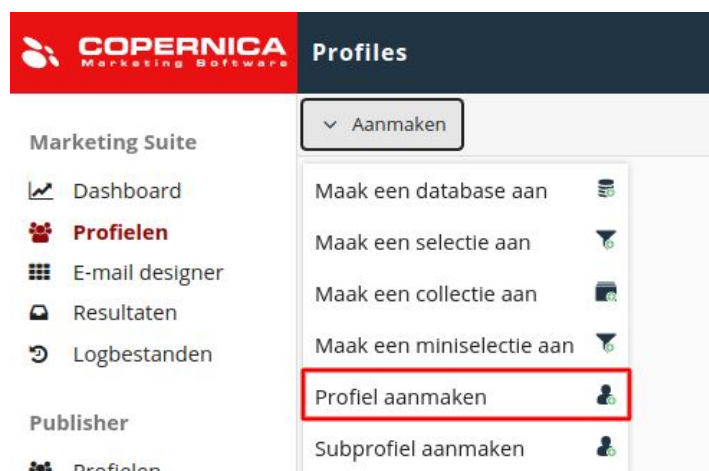 COPERNICA
Marketing Software
Profiles
Aanmaken
Marketing Suite
Dashboard
Profielen
E-mail designer
Resultaten
Logbestanden
Publisher
Profielen
Maak een database aan
Maak een selectie aan
Maak een collectie aan
Maak een miniselectie aan
Profiel aanmaken
Subprofiel aanmaken